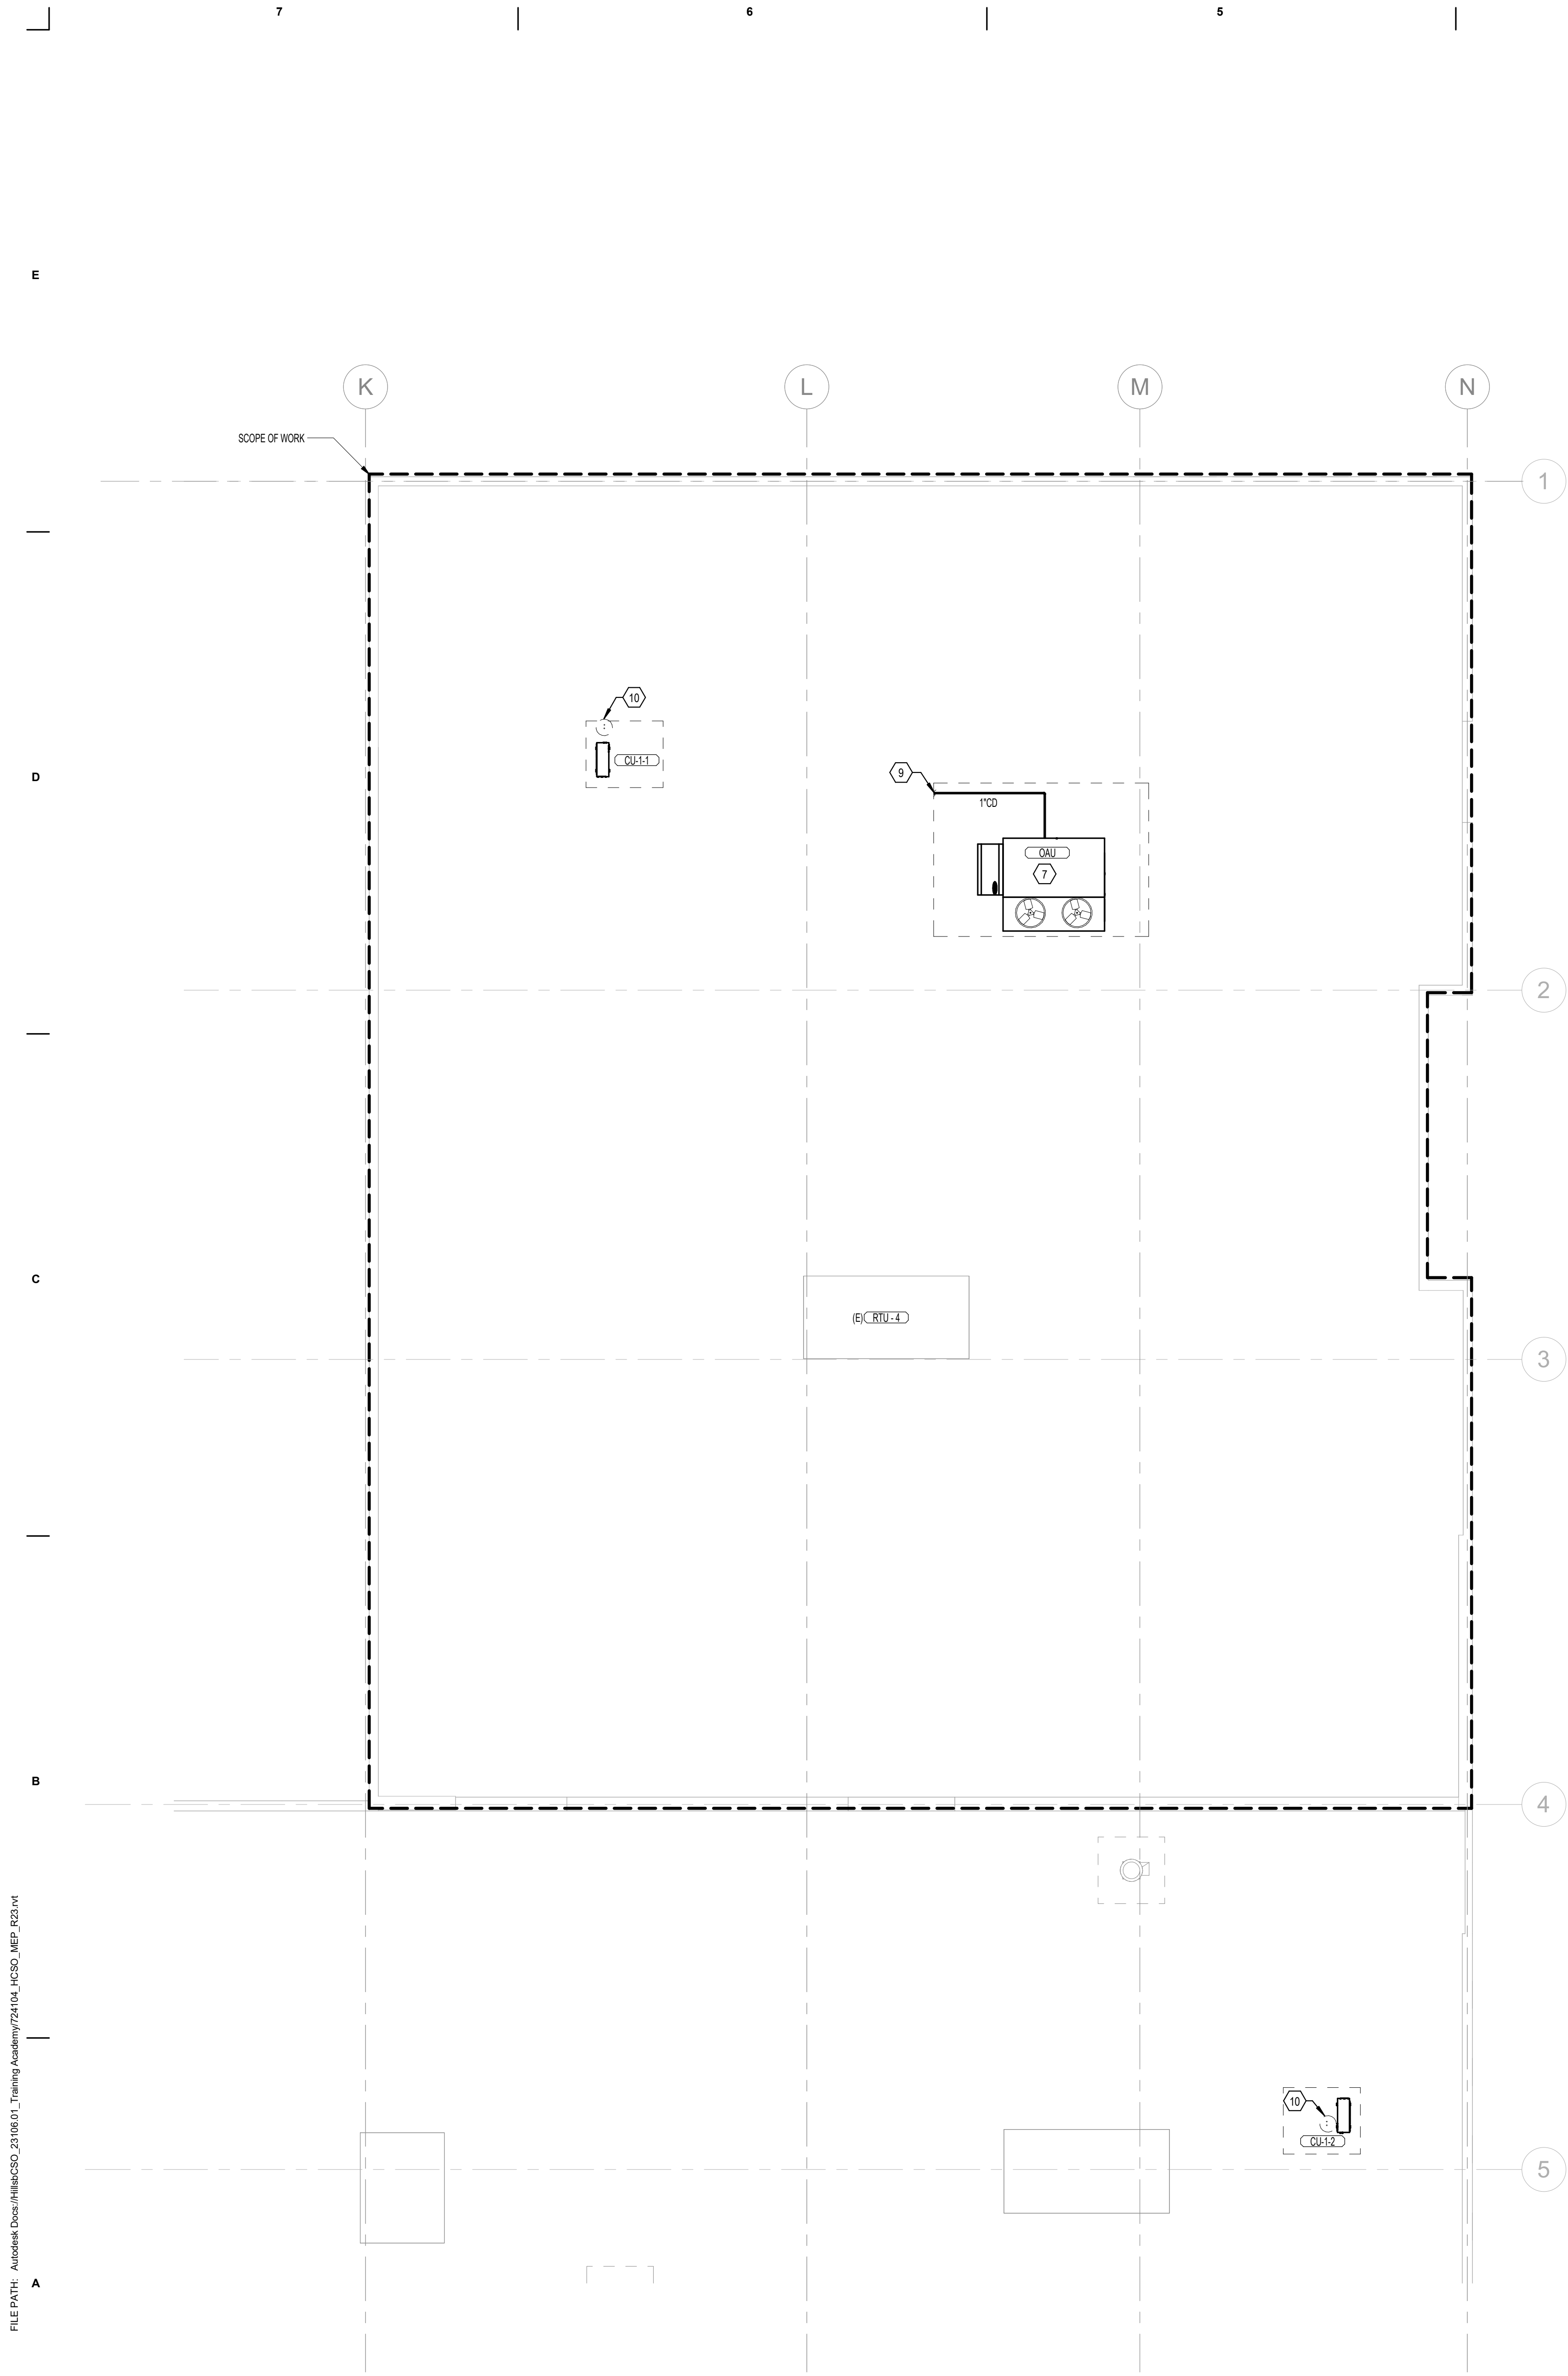 7
6
5
E
K
L
M
N
SCOPE OF WORK
1
10
CU-1-1
D
9
1"CD
OAU
7
2
C
(E) RTU - 4
3
B
4
10
CU-1-2
5
A
FILE PATH: Autodesk Docs://HillsbCSO_23106.01_Training Academy/724104_HCSO_MEP_R23.rvt